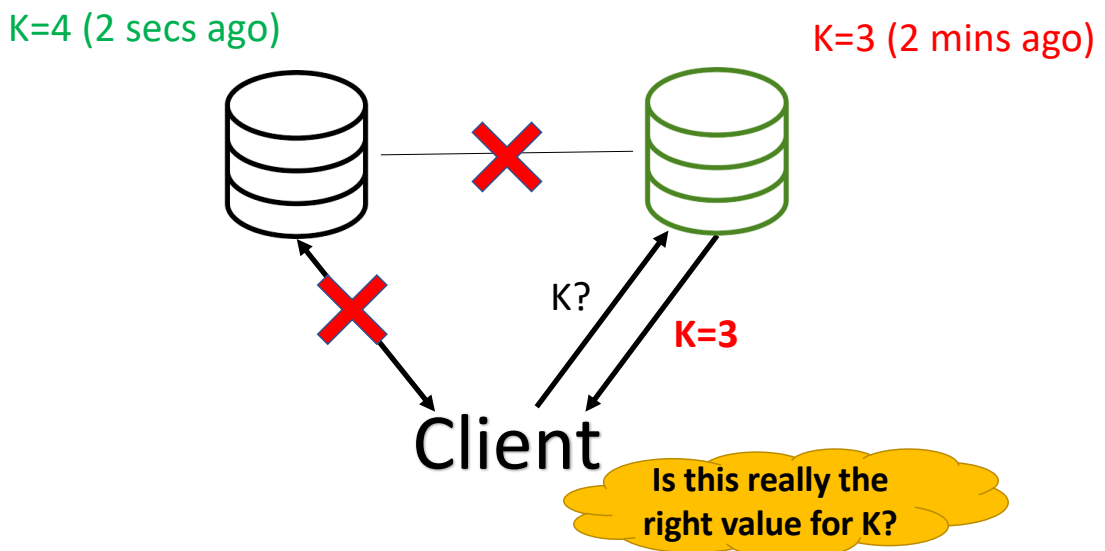 K=4 (2 secs ago)
K=3 (2 mins ago)
K?
K=3
Client
Is this really the
right value for K?